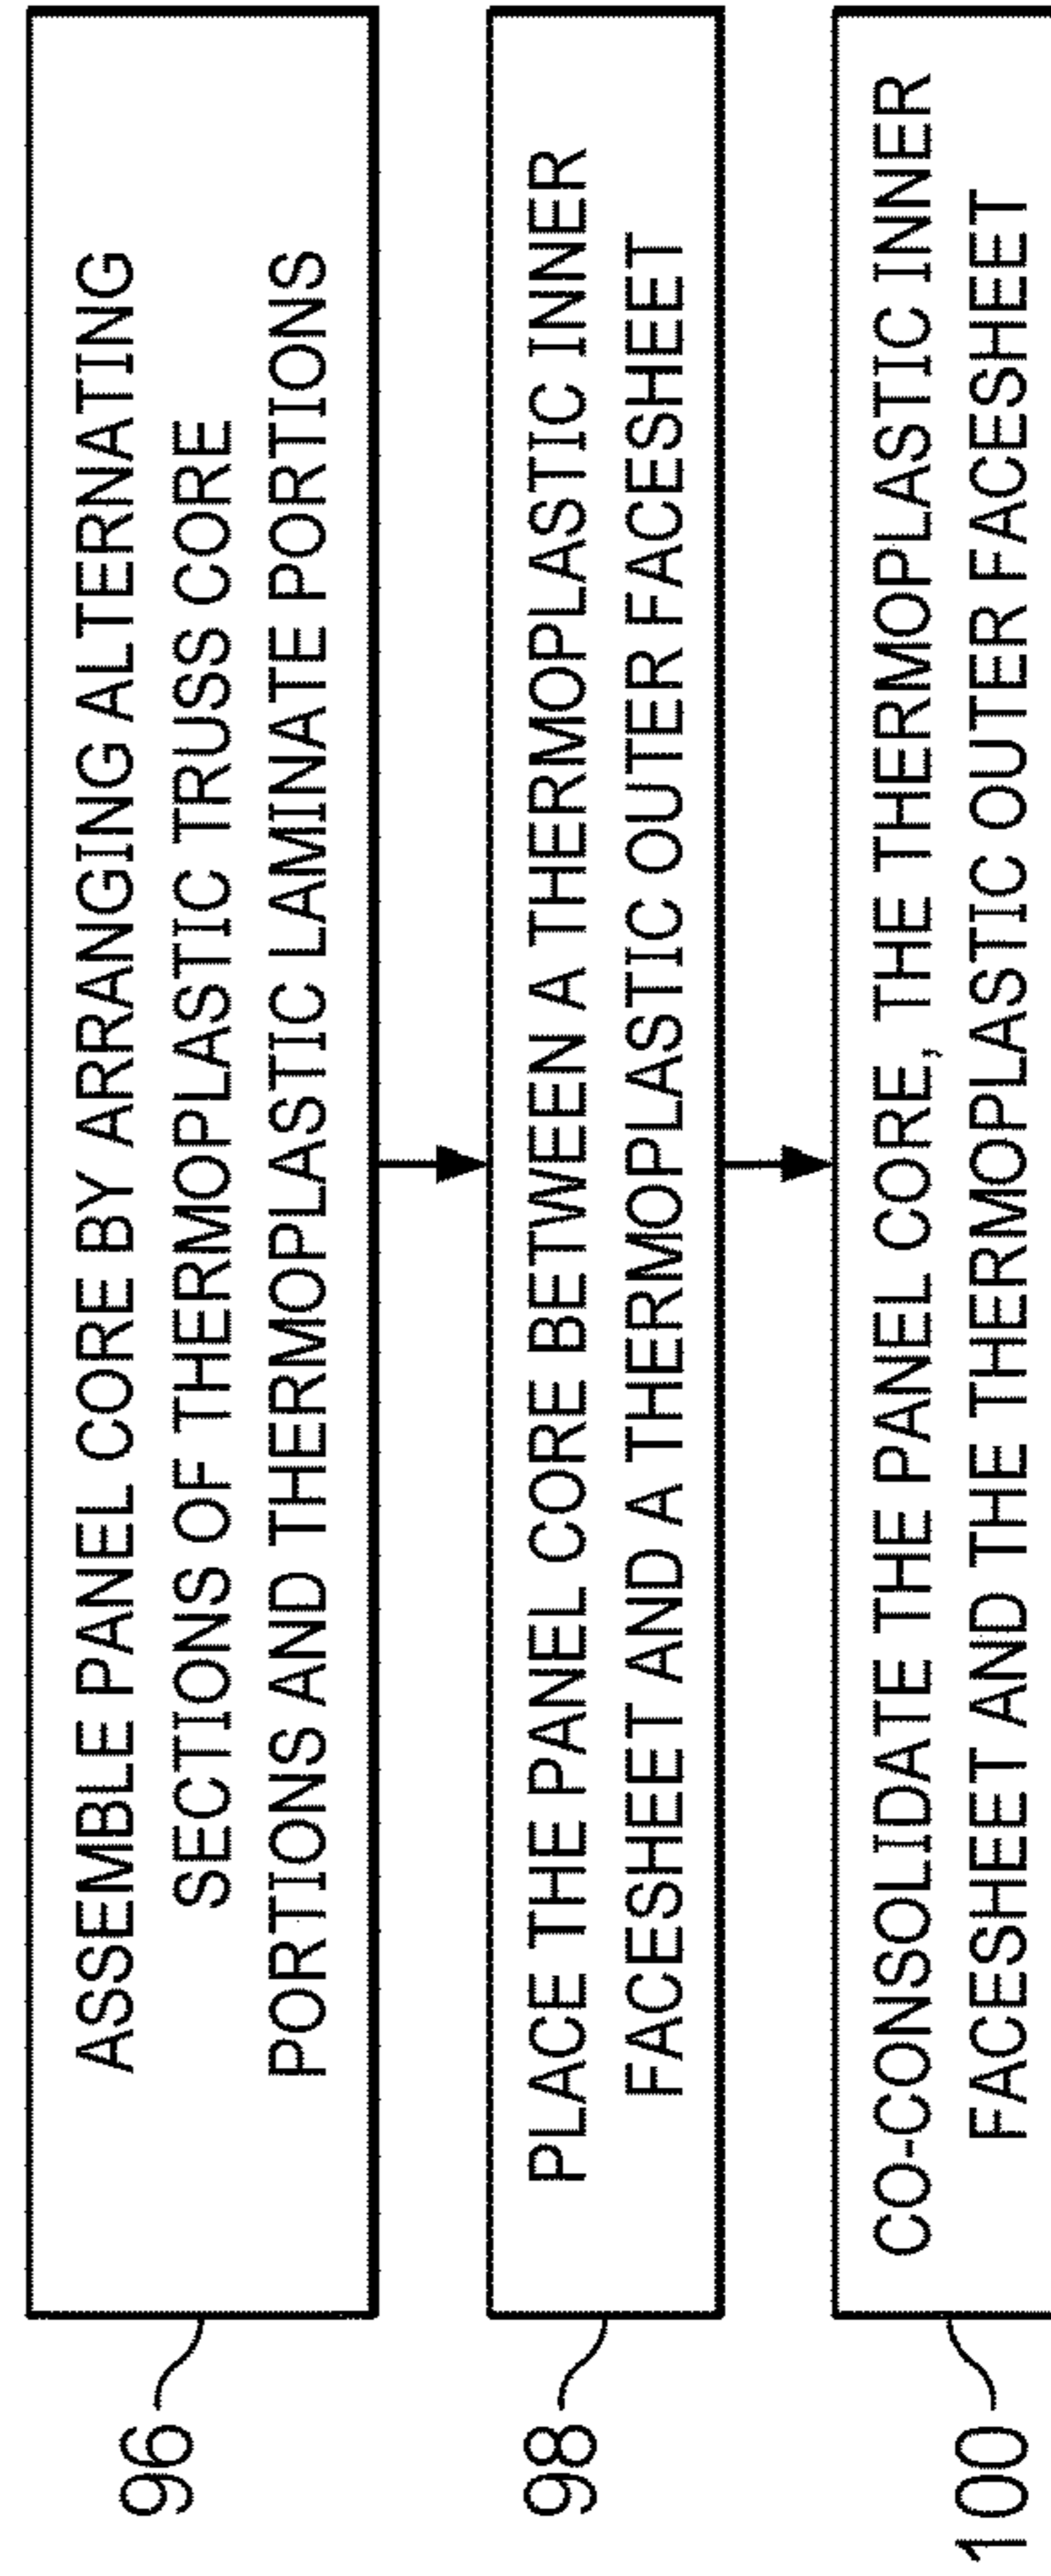 96
ASSEMBLE PANEL CORE BY ARRANGING ALTERNATING
SECTIONS OF THERMOPLASTIC TRUSS CORE
PORTIONS AND THERMOPLASTIC LAMINATE PORTIONS
98
PLACE THE PANEL CORE BETWEEN A THERMOPLASTIC INNER
FACESHEET AND A THERMOPLASTIC OUTER FACESHEET
100
CO-CONSOLIDATE THE PANEL CORE, THE THERMOPLASTIC INNER
FACESHEET AND THE THERMOPLASTIC OUTER FACESHEET